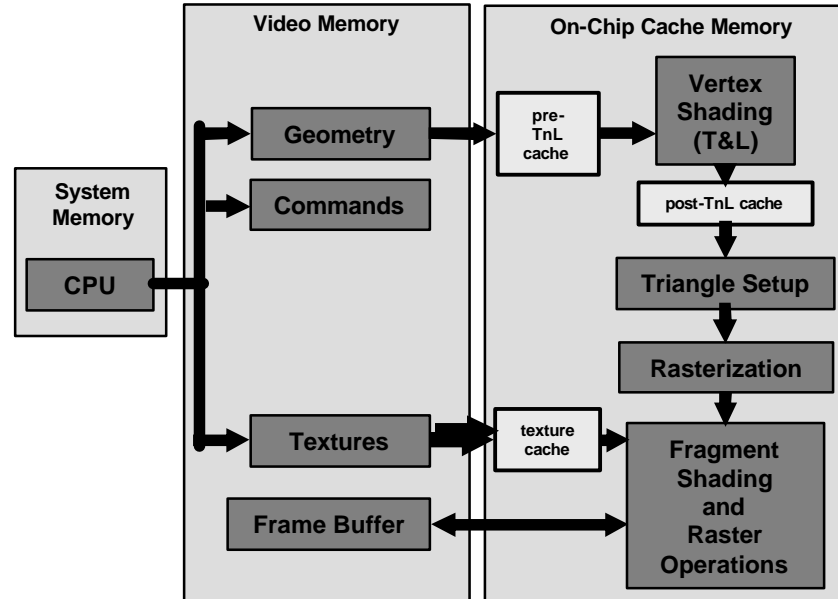 System
Memory
CPU
Video Memory
Geometry
Commands
Textures
Frame Buffer
On-Chip Cache Memory
pre-
TnL
cache
Vertex
Shading
(T&L)
post-TnL cache
Triangle Setup
Rasterization
texture
cache
Fragment
Shading
and
Raster
Operations